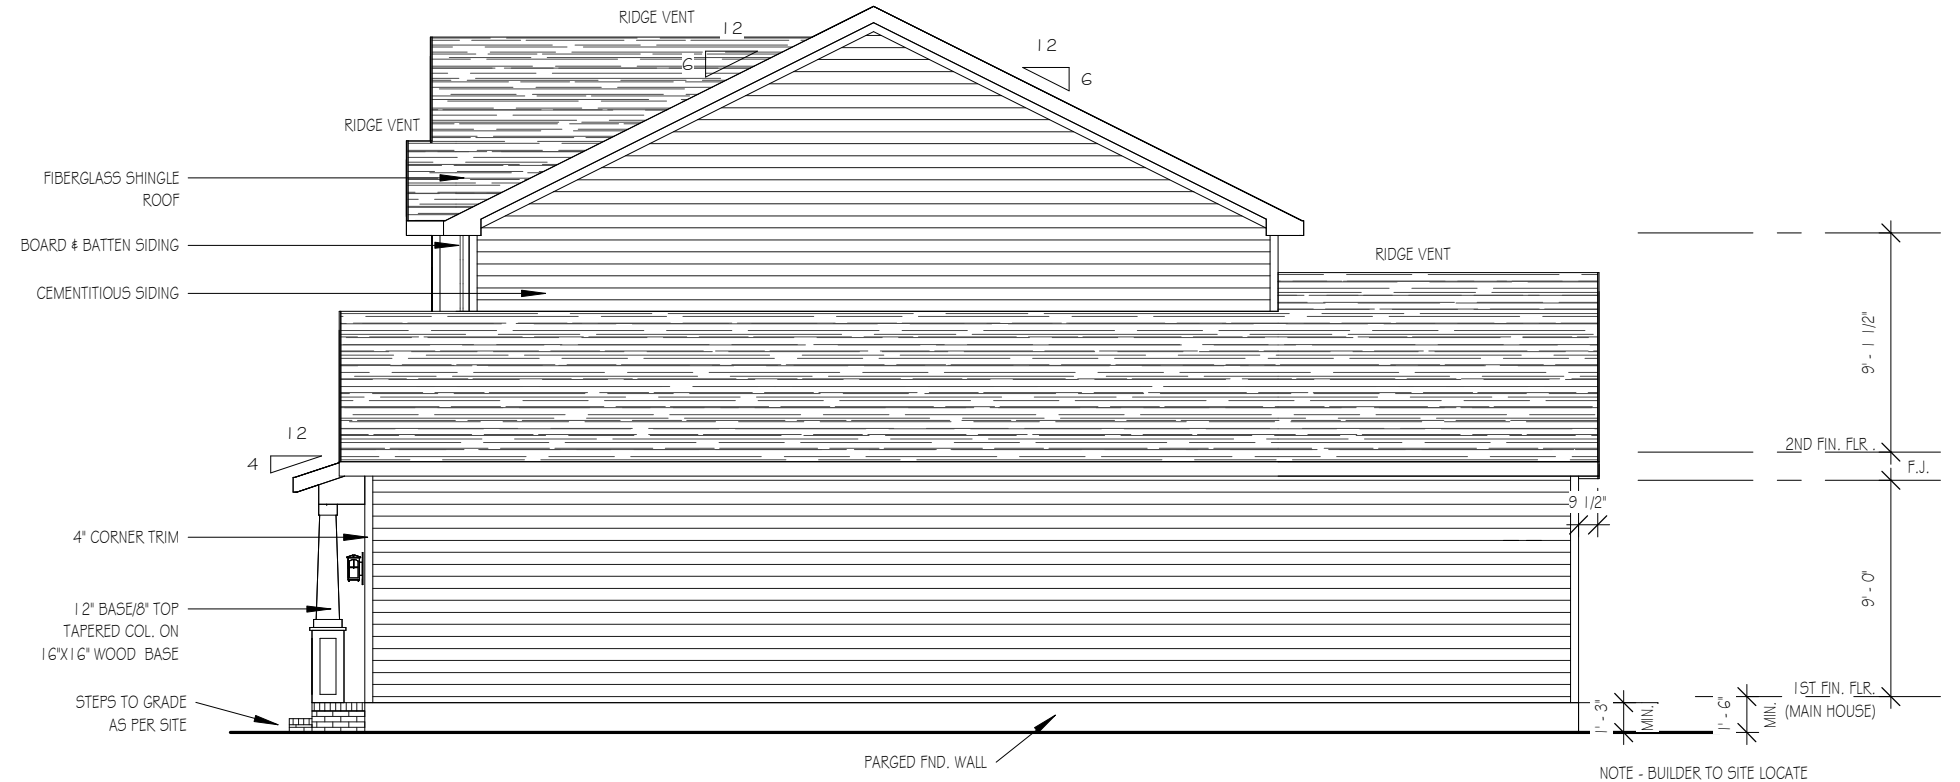 RIDGE VENT
12
6
12
6
RIDGE VENT
FIBERGLASS SHINGLE
ROOF
BOARD & BATTEN SIDING
RIDGE VENT
CEMENTITIOUS SIDING
9' - 1 1/2"
12
4
2ND FIN. FLR.
F.J.
9 1/2"
4" CORNER TRIM
9' - 0"
12" BASE/8" TOP
TAPERED COL. ON
16"X16" WOOD BASE
STEPS TO GRADE
AS PER SITE
1ST FIN. FLR.
(MAIN HOUSE)
1' - 3"
MIN.
1' - 6"
MIN.
PARGED FND. WALL
NOTE - BUILDER TO SITE LOCATE